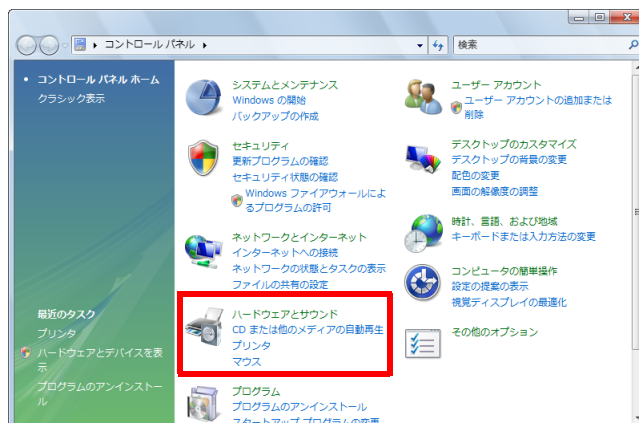 コントロール パネル
検索
コントロール パネル ホーム
クラシック表示
最近のタスク
プリンタ
ハードウェアとデバイスを表
示
プログラムのアンインストー
ル
システムとメンテナンス
Windows の開始
バックアップの作成
セキュリティ
更新プログラムの確認
セキュリティ状態の確認
Windows ファイアウォールによ
るプログラムの許可
ネットワークとインターネット
インターネットへの接続
ネットワークの状態とタスクの表示
ファイルの共有の設定
ハードウェアとサウンド
CD または他のメディアの自動再生
プリンタ
マウス
プログラム
プログラムのアンインストール
スタートアップ プログラムの変更
ユーザー アカウント
ユーザー アカウントの追加または
削除
デスクトップのカスタマイズ
デスクトップの背景の変更
配色の変更
画面の解像度の調整
時計、言語、および地域
キーボードまたは入力方法の変更
コンピュータの簡単操作
設定の提案の表示
視覚ディスプレイの最適化
その他のオプション